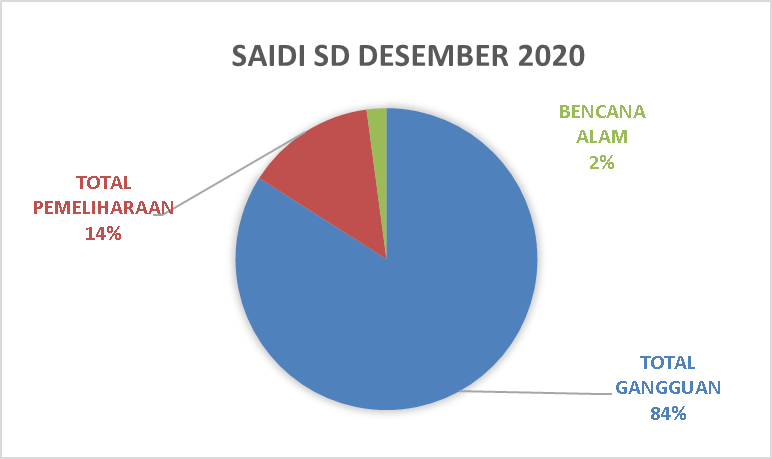 SAIDI SD DESEMBER 2020
BENCANA
ALAM
2%
TOTAL
PEMELIHARAAN
14%
TOTAL
GANGGUAN
84%